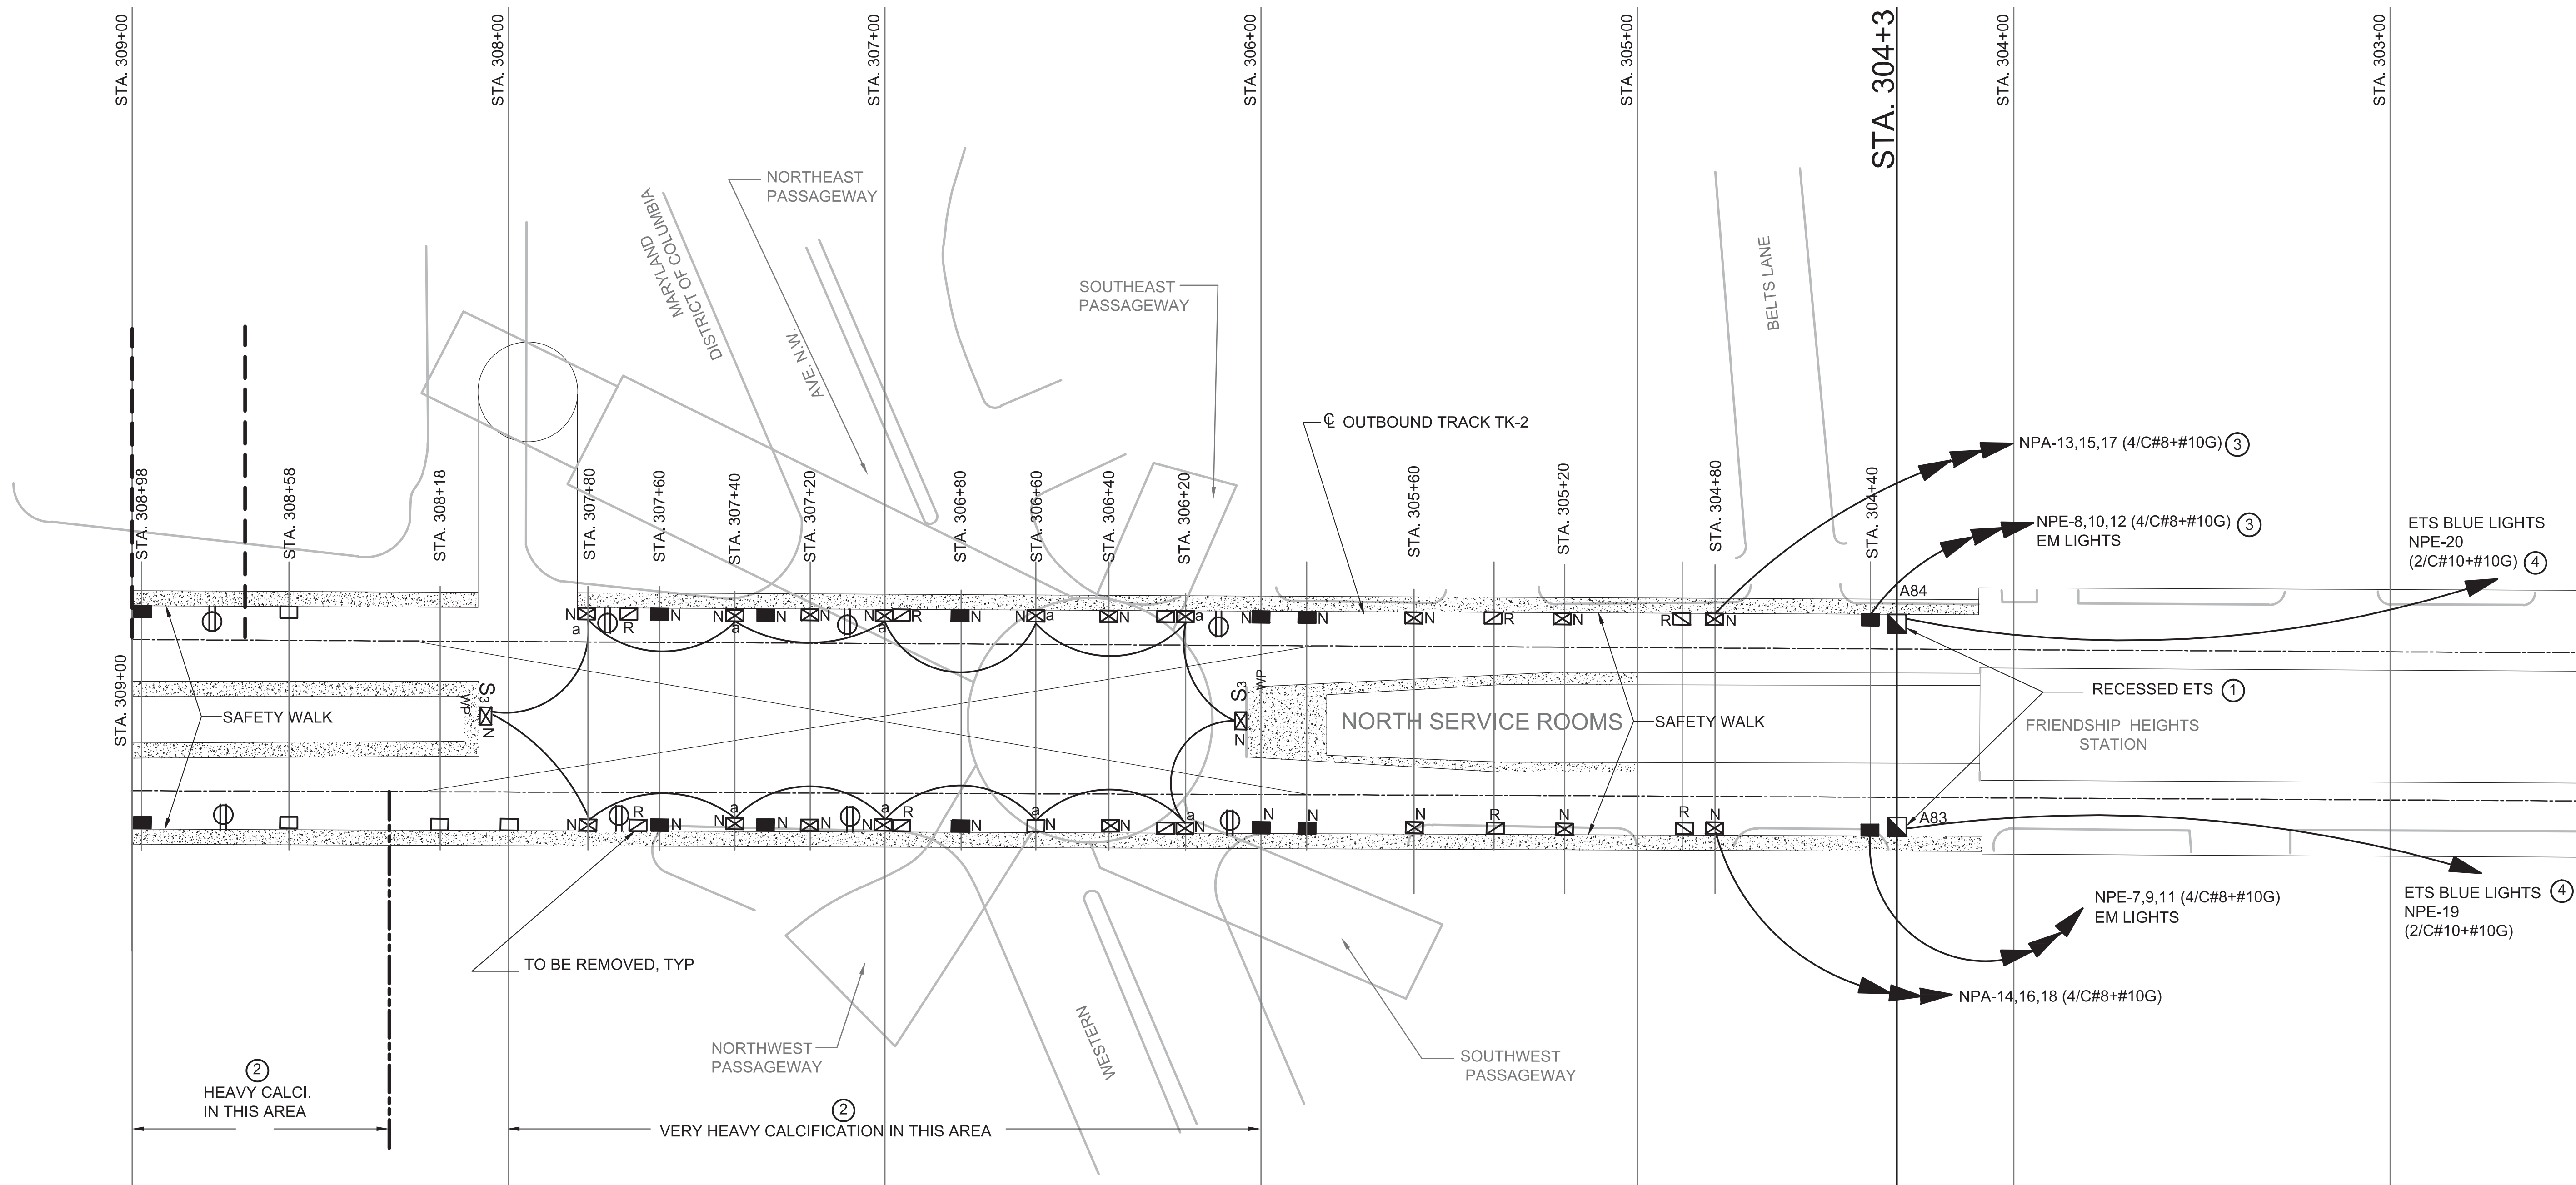 STA. 309+00
STA. 308+00
STA. 307+00
STA. 306+00
STA. 305+00
STA. 304+3
STA. 304+00
STA. 303+00
NORTHEAST
PASSAGEWAY
MARYLAND
DISTRICT OF COLUMBIA
AVE. N.W.
SOUTHEAST
PASSAGEWAY
BELTS LANE
℄ OUTBOUND TRACK TK-2
NPA-13,15,17 (4/C#8+#10G) 3
NPE-8,10,12 (4/C#8+#10G) 3
EM LIGHTS
ETS BLUE LIGHTS
NPE-20
(2/C#10+#10G) 4
STA. 308+98
STA. 308+58
STA. 308+18
STA. 307+80
STA. 307+60
STA. 307+40
STA. 307+20
STA. 306+80
STA. 306+60
STA. 306+40
STA. 306+20
STA. 305+60
STA. 305+20
STA. 304+80
STA. 304+40
A84
N a R N N a N N N a R N N a N a N N N R N R N
STA. 309+00
SAFETY WALK
S3
WP
N
S3
WP
N
NORTH SERVICE ROOMS
SAFETY WALK
RECESSED ETS 1
FRIENDSHIP HEIGHTS
STATION
N R N a N N N a N R N a N N a N N N N R N R N
A83
TO BE REMOVED, TYP
NPE-7,9,11 (4/C#8+#10G)
EM LIGHTS
ETS BLUE LIGHTS 4
NPE-19
(2/C#10+#10G)
NPA-14,16,18 (4/C#8+#10G)
NORTHWEST
PASSAGEWAY
WESTERN
SOUTHWEST
PASSAGEWAY
2
HEAVY CALCI.
IN THIS AREA
2
VERY HEAVY CALCIFICATION IN THIS AREA